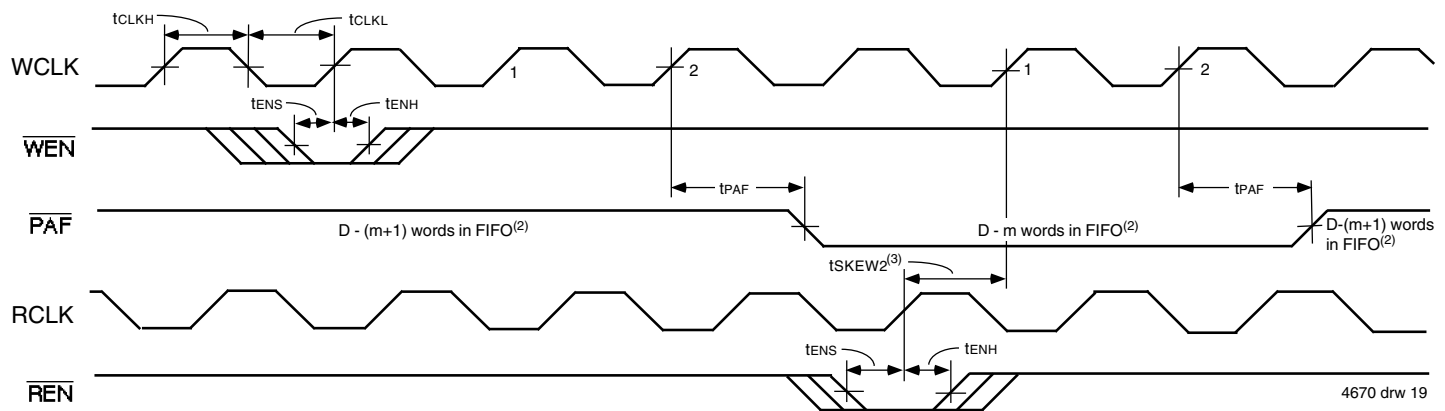 tCLKH
tCLKL
WCLK
1
2
1
2
tENS
tENH
WEN
tPAF
tPAF
PAF
D - (m+1) words in FIFO(2)
D - m words in FIFO(2)
D-(m+1) words
in FIFO(2)
tSKEW2(3)
RCLK
tENS
tENH
REN
4670 drw 19